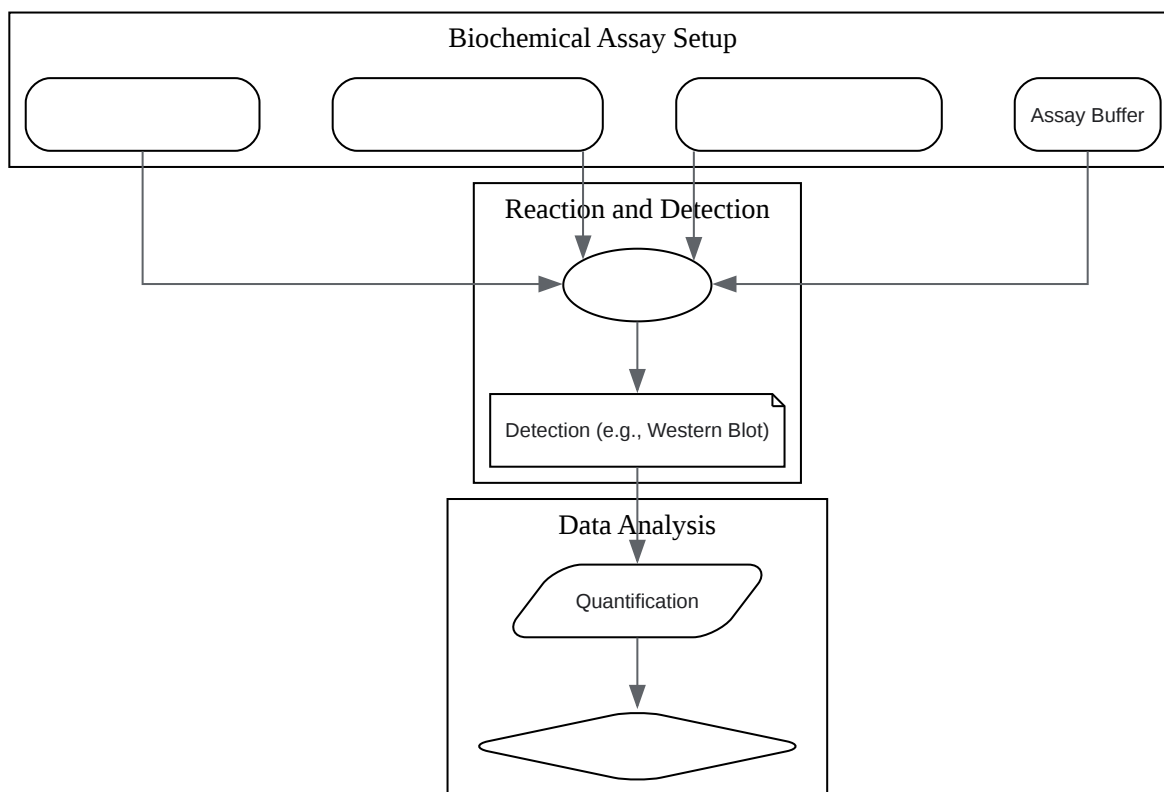 Biochemical Assay Setup
Assay Buffer
Reaction and Detection
Detection (e.g., Western Blot)
Data Analysis
Quantification